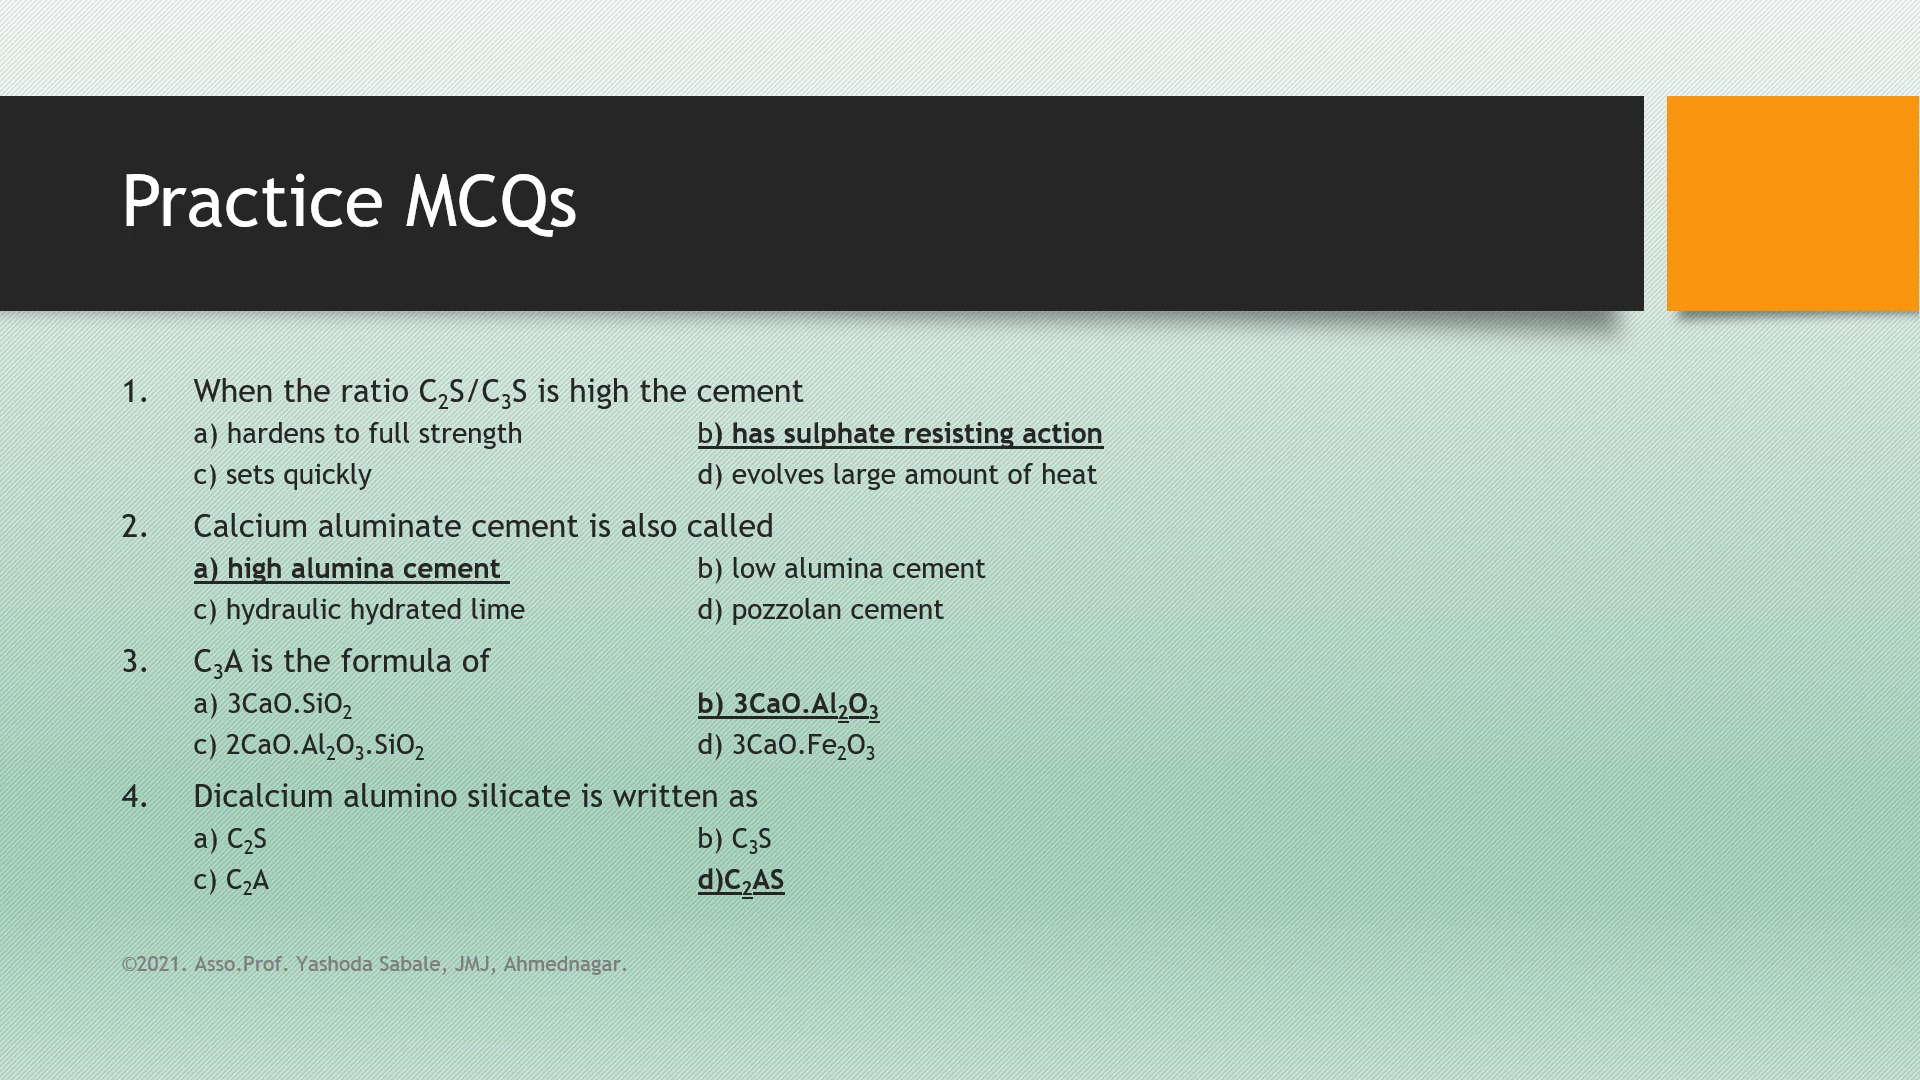 Practice MCQs
1. When the ratio C₂S/C₃S is high the cement
a) hardens to full strength b) has sulphate resisting action
c) sets quickly d) evolves large amount of heat
2. Calcium aluminate cement is also called
a) high alumina cement b) low alumina cement
c) hydraulic hydrated lime d) pozzolan cement
3. C₃A is the formula of
a) 3CaO.SiO₂ b) 3CaO.Al₂O₃
c) 2CaO.Al₂O₃.SiO₂ d) 3CaO.Fe₂O₃
4. Dicalcium alumino silicate is written as
a) C₂S b) C₃S
c) C₂A d)C₂AS
©2021. Asso.Prof. Yashoda Sabale, JMJ, Ahmednagar.